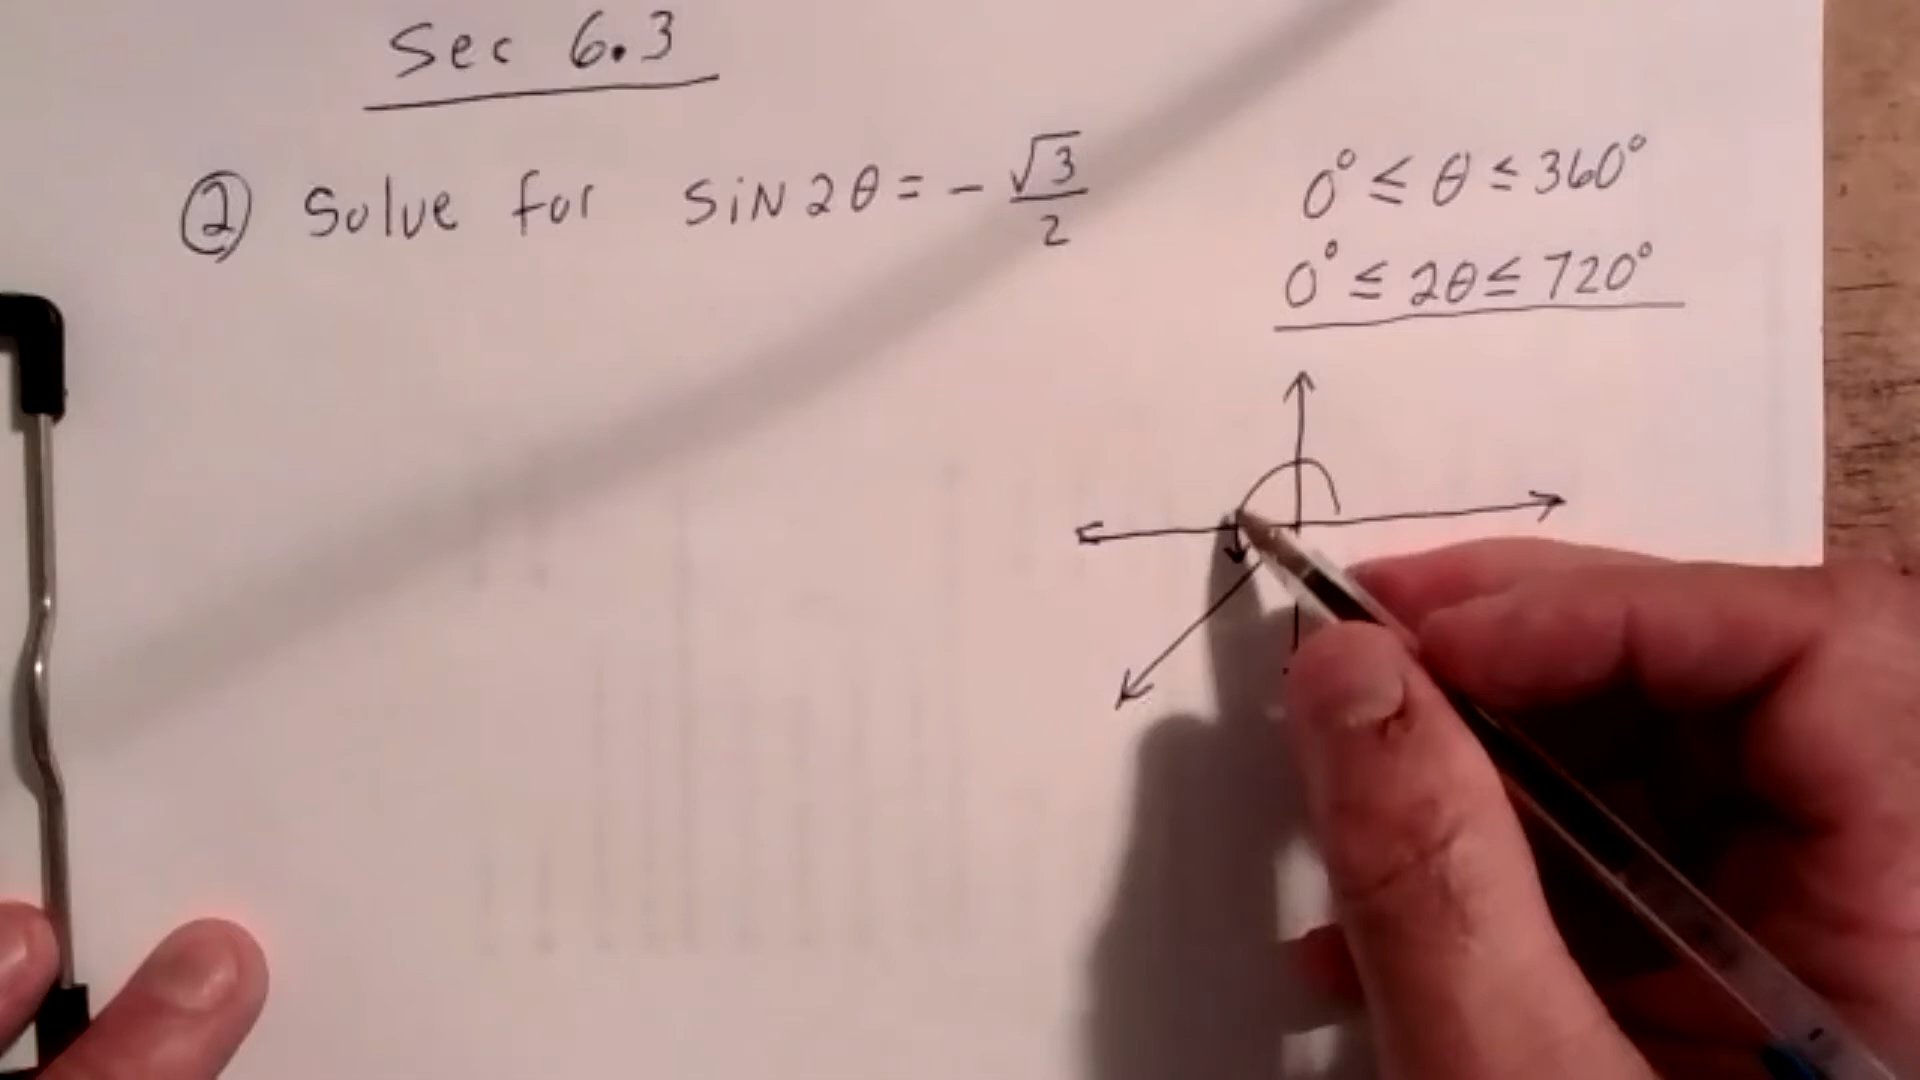 Sec 6.3
② Solve for sin 2θ = - √3/2
0° ≤ θ ≤ 360°
0° ≤ 2θ ≤ 720°